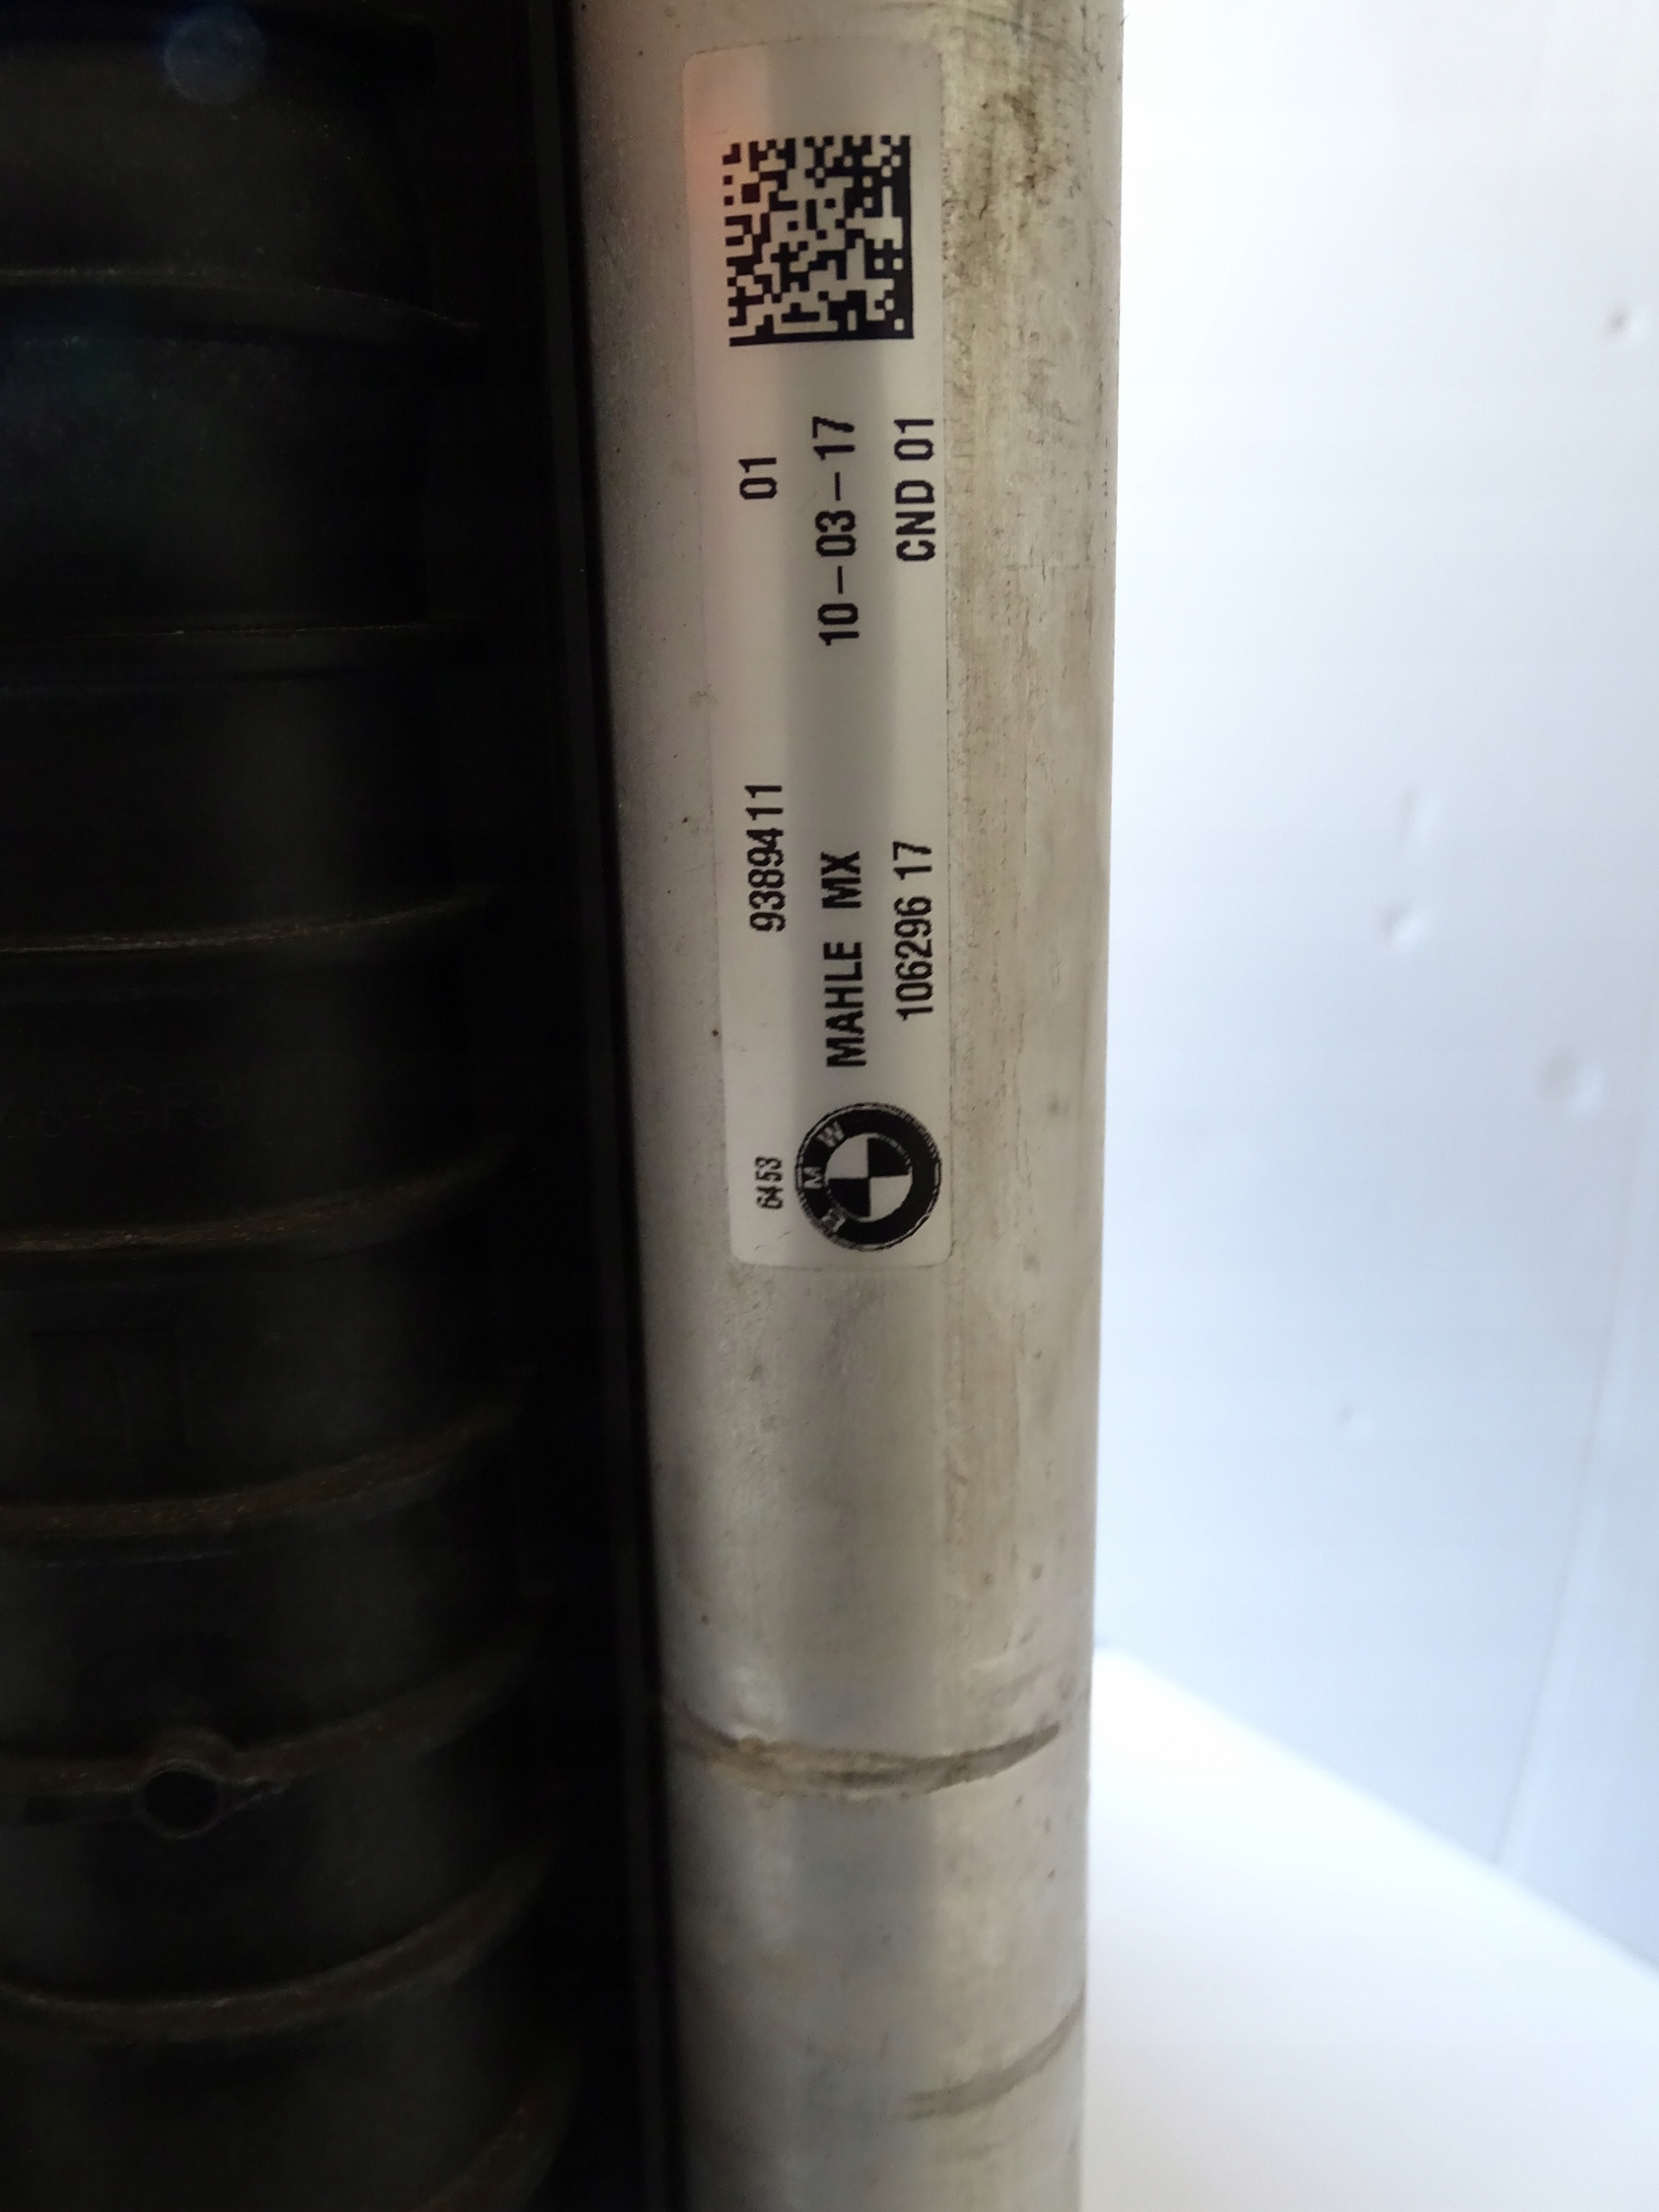 6453 9389411 01
BMW MAHLE MX 10-03-17
106296 17 CND 01